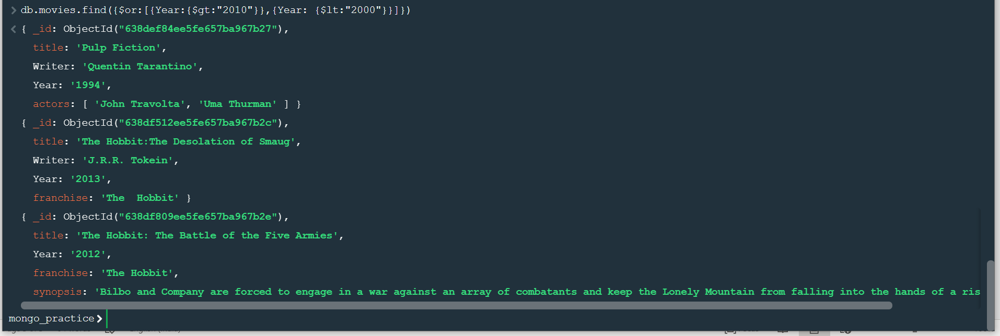 db.movies.find({$or:[{Year:{$gt:"2010"}},{Year: {$lt:"2000"}}]})
{ _id: ObjectId("638def84ee5fe657ba967b27"),
title: 'Pulp Fiction',
Writer: 'Quentin Tarantino',
Year: '1994',
actors: [ 'John Travolta', 'Uma Thurman' ] }
{ _id: ObjectId("638df512ee5fe657ba967b2c"),
title: 'The Hobbit:The Desolation of Smaug',
Writer: 'J.R.R. Tokein',
Year: '2013',
franchise: 'The  Hobbit' }
{ _id: ObjectId("638df809ee5fe657ba967b2e"),
title: 'The Hobbit: The Battle of the Five Armies',
Year: '2012',
franchise: 'The Hobbit',
synopsis: 'Bilbo and Company are forced to engage in a war against an array of combatants and keep the Lonely Mountain from falling into the hands of a ris
mongo_practice>